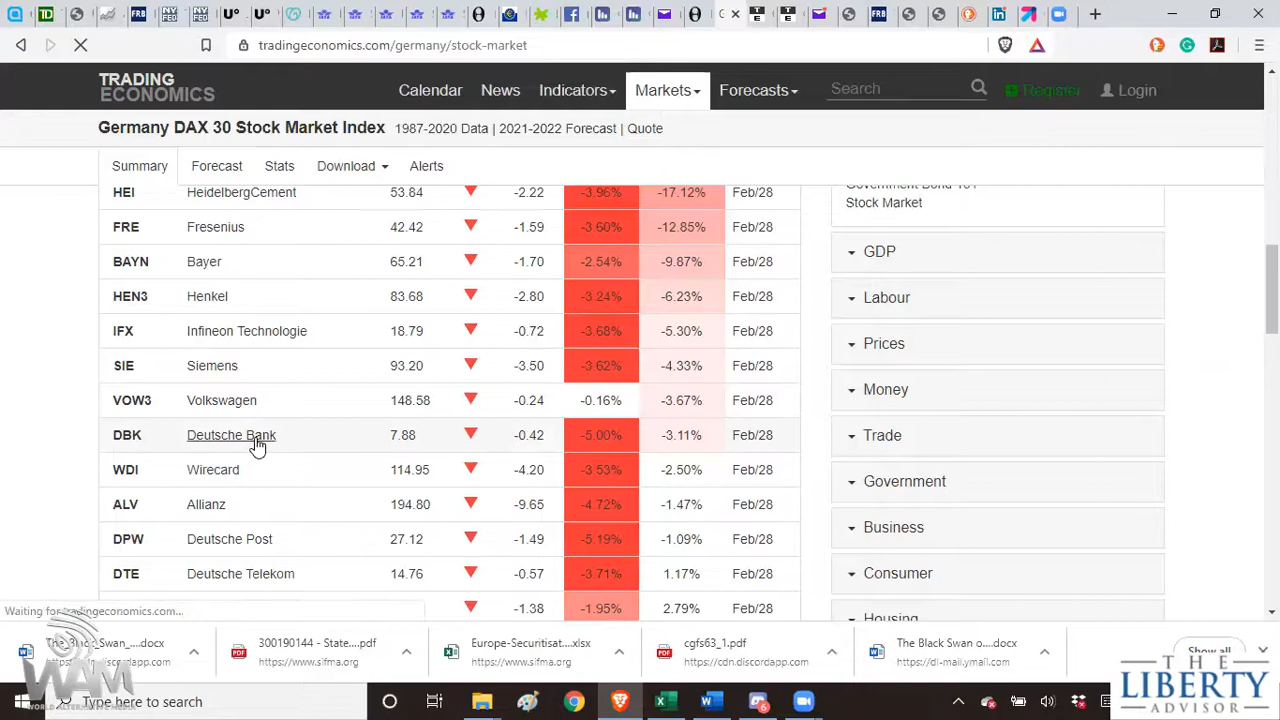 tradingeconomics.com/germany/stock-market
TRADING
ECONOMICS
Calendar News Indicators Markets Forecasts Search Register Login
Germany DAX 30 Stock Market Index 1987-2020 Data | 2021-2022 Forecast | Quote
Summary Forecast Stats Download Alerts
HEI HeidelbergCement 53.84 -2.22 -3.96% -17.12% Feb/28
Stock Market
FRE Fresenius 42.42 -1.59 -3.60% -12.85% Feb/28
GDP
BAYN Bayer 65.21 -1.70 -2.54% -9.87% Feb/28
HEN3 Henkel 83.68 -2.80 -3.24% -6.23% Feb/28
Labour
IFX Infineon Technologie 18.79 -0.72 -3.68% -5.30% Feb/28
Prices
SIE Siemens 93.20 -3.50 -3.62% -4.33% Feb/28
Money
VOW3 Volkswagen 148.58 -0.24 -0.16% -3.67% Feb/28
DBK Deutsche Bank 7.88 -0.42 -5.00% -3.11% Feb/28
Trade
WDI Wirecard 114.95 -4.20 -3.53% -2.50% Feb/28
Government
ALV Allianz 194.80 -9.65 -4.72% -1.47% Feb/28
Business
DPW Deutsche Post 27.12 -1.49 -5.19% -1.09% Feb/28
DTE Deutsche Telekom 14.76 -0.57 -3.71% 1.17% Feb/28
Consumer
-1.38 -1.95% 2.79% Feb/28
Housing
Waiting for tradingeconomics.com...
The_Black_Swan_....docx
300190144 - State....pdf
https://www.sifma.org
Europe-Securitisat....xlsx
https://www.sifma.org
cgfs63_1.pdf
https://cdn.discordapp.com
The Black Swan o....docx
https://dl-mail.ymail.com
Show all
WAM
WORLD ALTERNATIVE MEDIA
Type here to search
THE
LIBERTY
ADVISOR